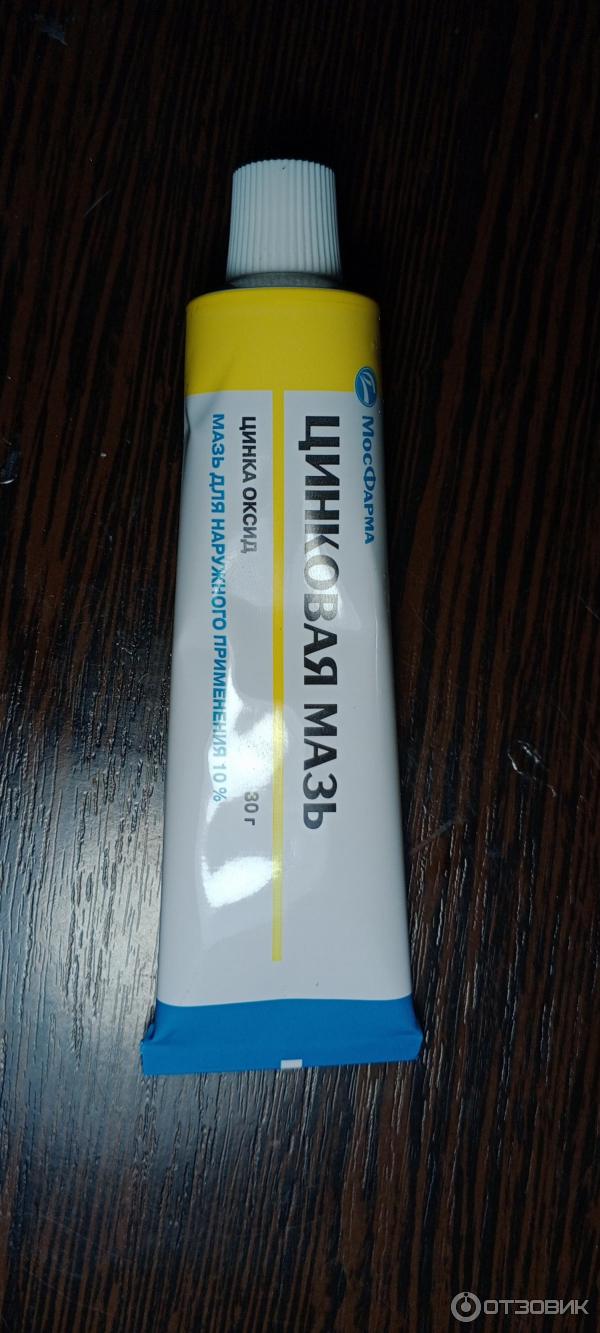 МосФарма
ЦИНКОВАЯ МАЗЬ
30 г
ЦИНКА ОКСИД
МАЗЬ ДЛЯ НАРУЖНОГО ПРИМЕНЕНИЯ 10 %
ОТЗОВИК